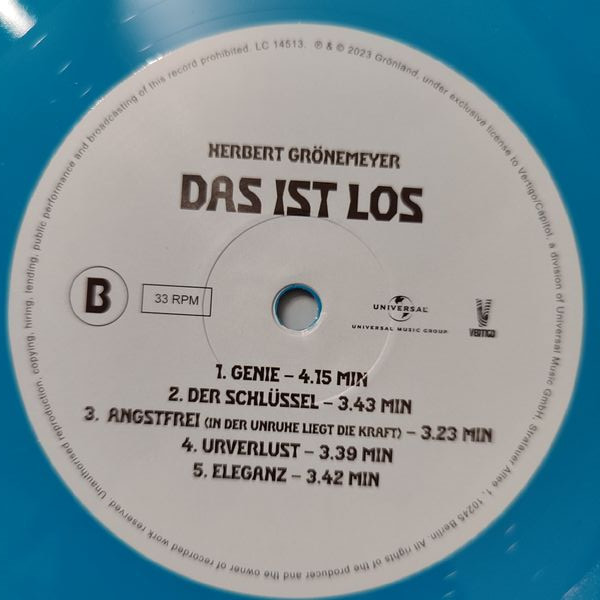 HERBERT GRÖNEMEYER
DAS IST LOS
B
33 RPM
UNIVERSAL
UNIVERSAL MUSIC GROUP
VERTIGO
1. GENIE – 4.15 MIN
2. DER SCHLÜSSEL – 3.43 MIN
3. ANGSTFREI (IN DER UNRUHE LIEGT DIE KRAFT) – 3.23 MIN
4. URVERLUST – 3.39 MIN
5. ELEGANZ – 3.42 MIN
℗ & © 2023 Grönland, under exclusive license to Vertigo/Capitol, a division of Universal Music GmbH, Stralauer Allee 1, 10245 Berlin. All rights of the producer and the owner of recorded work reserved. Unauthorised reproduction, copying, hiring, lending, public performance and broadcasting of this record prohibited. LC 14513.